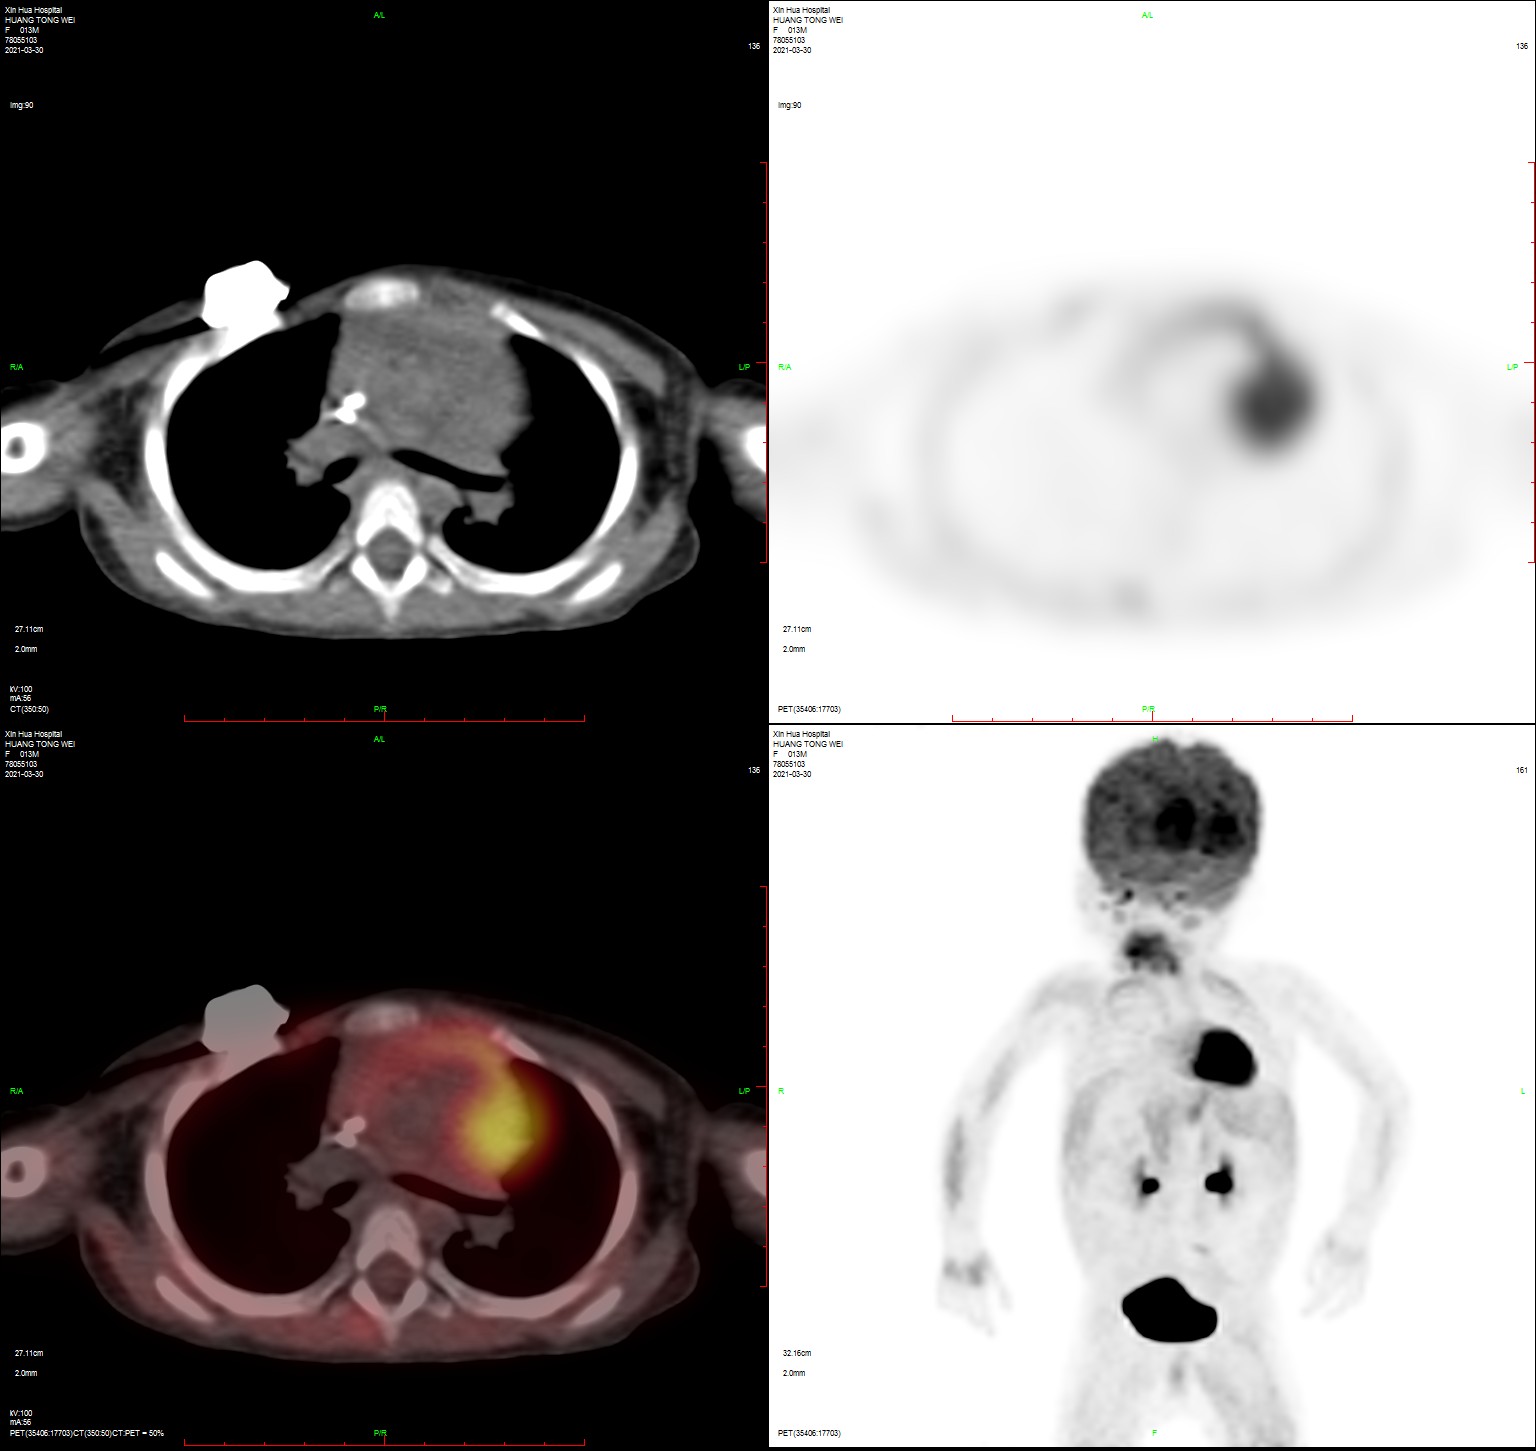 Xin Hua Hospital
HUANG TONG WEI
F 013M
78055103
2021-03-30
A/L
136
Img:90
R/A
L/P
27.11cm
2.0mm
kV:100
mA:56
CT(350:50)
P/R
Xin Hua Hospital
HUANG TONG WEI
F 013M
78055103
2021-03-30
A/L
136
Img:90
R/A
L/P
27.11cm
2.0mm
PET(35406:17703)
P/R
Xin Hua Hospital
HUANG TONG WEI
F 013M
78055103
2021-03-30
A/L
136
R/A
L/P
27.11cm
2.0mm
kV:100
mA:56
PET(35406:17703)CT(350:50)CT:PET = 50%
P/R
Xin Hua Hospital
HUANG TONG WEI
F 013M
78055103
2021-03-30
H
161
R
L
32.16cm
2.0mm
PET(35406:17703)
F